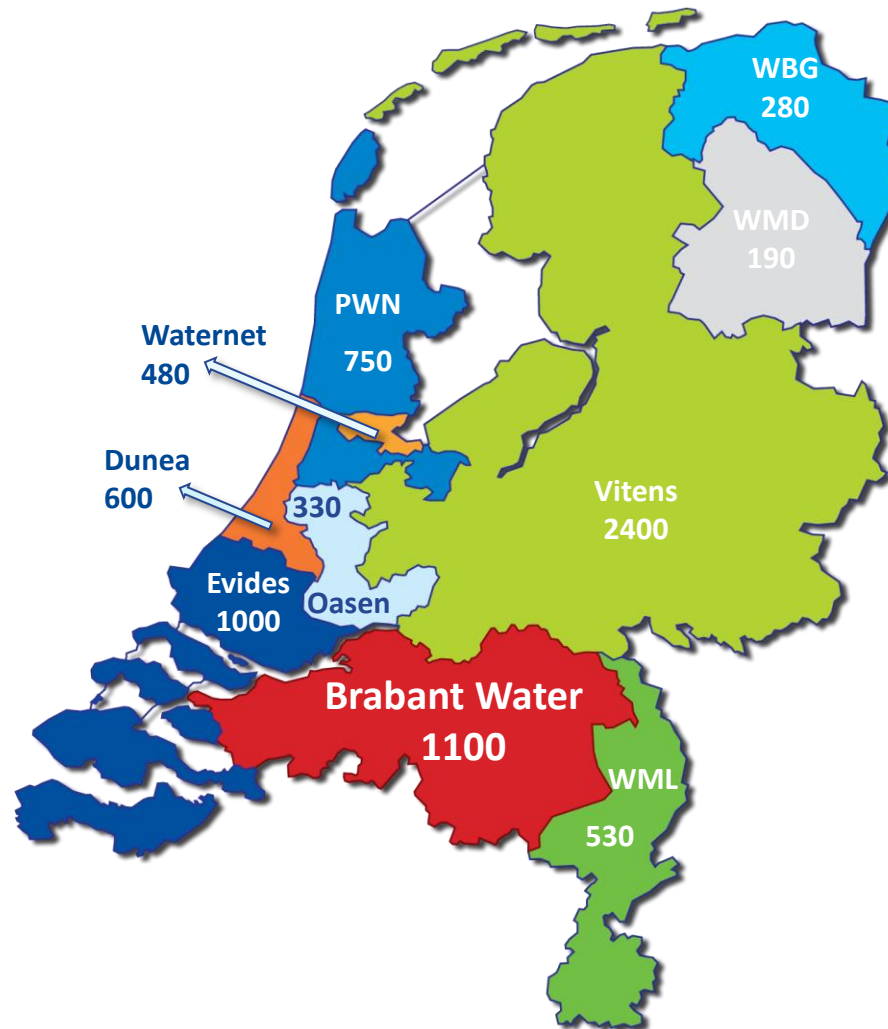 WBG
280
WMD
190
PWN
750
Waternet
480
Dunea
600
330
Oasen
Vitens
2400
Evides
1000
Brabant Water
1100
WML
530